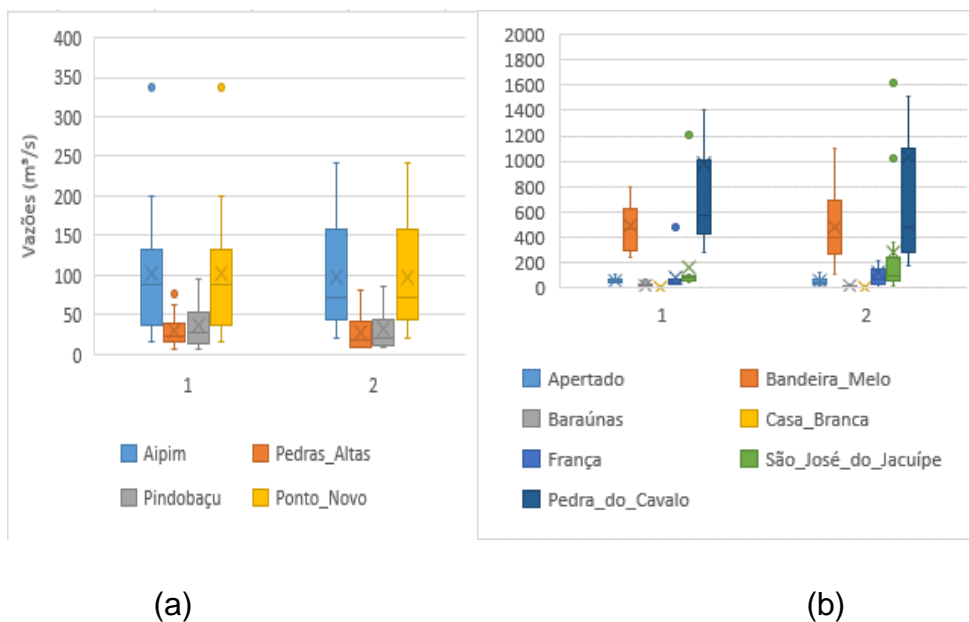 Vazões (m³/s)
400
350
300
250
200
150
100
50
0
1 2
Aipim Pedras_Altas
Pindobaçu Ponto_Novo
2000
1800
1600
1400
1200
1000
800
600
400
200
0
1 2
Apertado Bandeira_Melo
Baraúnas Casa_Branca
França São_José_do_Jacuípe
Pedra_do_Cavalo
(a) (b)